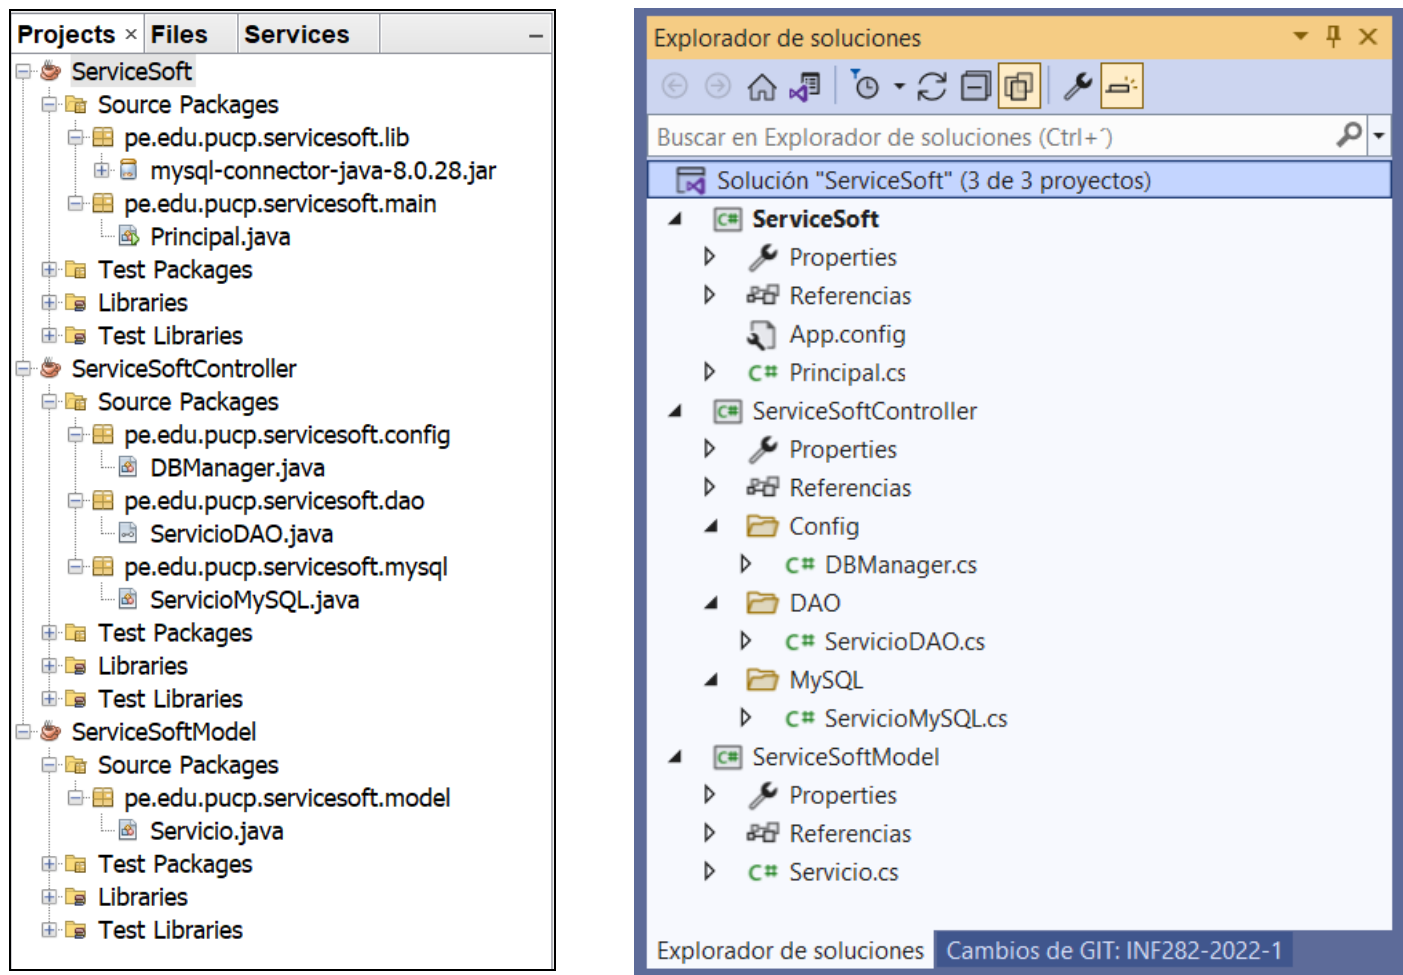 Projects × Files Services
ServiceSoft
Source Packages
pe.edu.pucp.servicesoft.lib
mysql-connector-java-8.0.28.jar
pe.edu.pucp.servicesoft.main
Principal.java
Test Packages
Libraries
Test Libraries
ServiceSoftController
Source Packages
pe.edu.pucp.servicesoft.config
DBManager.java
pe.edu.pucp.servicesoft.dao
ServicioDAO.java
pe.edu.pucp.servicesoft.mysql
ServicioMySQL.java
Test Packages
Libraries
Test Libraries
ServiceSoftModel
Source Packages
pe.edu.pucp.servicesoft.model
Servicio.java
Test Packages
Libraries
Test Libraries
Explorador de soluciones
Buscar en Explorador de soluciones (Ctrl+´)
Solución "ServiceSoft" (3 de 3 proyectos)
C# ServiceSoft
Properties
Referencias
App.config
C# Principal.cs
C# ServiceSoftController
Properties
Referencias
Config
C# DBManager.cs
DAO
C# ServicioDAO.cs
MySQL
C# ServicioMySQL.cs
C# ServiceSoftModel
Properties
Referencias
C# Servicio.cs
Explorador de soluciones Cambios de GIT: INF282-2022-1